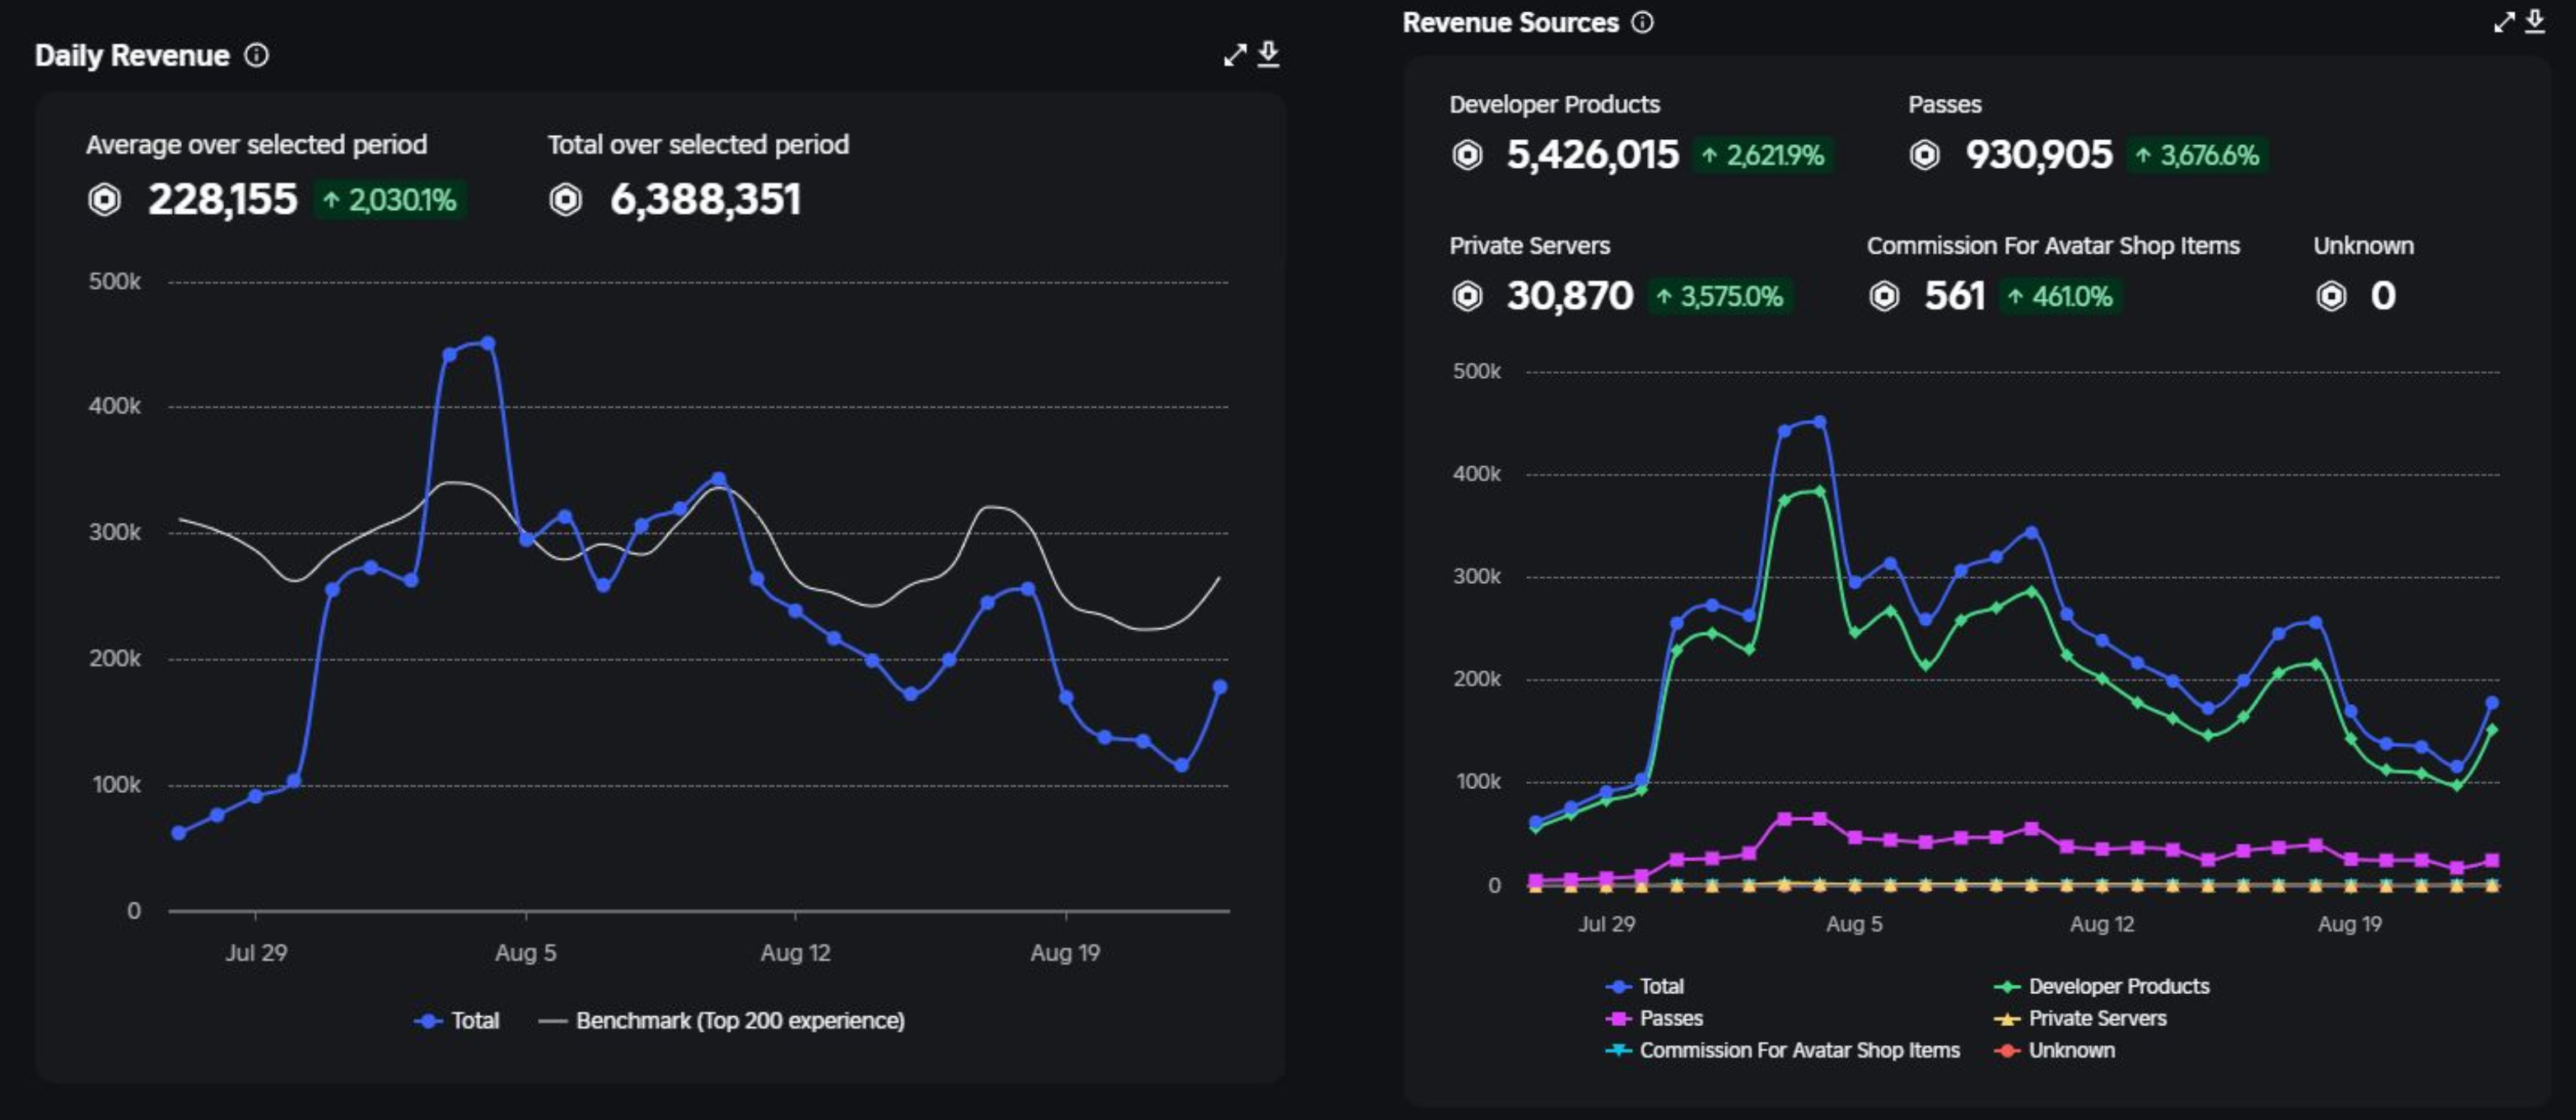 Daily Revenue
Average over selected period
228,155 ↑ 2,030.1%
Total over selected period
6,388,351
500k
400k
300k
200k
100k
0
Jul 29 Aug 5 Aug 12 Aug 19
Total Benchmark (Top 200 experience)
Revenue Sources
Developer Products
5,426,015 ↑ 2,621.9%
Passes
930,905 ↑ 3,676.6%
Private Servers
30,870 ↑ 3,575.0%
Commission For Avatar Shop Items
561 ↑ 461.0%
Unknown
0
500k
400k
300k
200k
100k
0
Jul 29 Aug 5 Aug 12 Aug 19
Total Developer Products
Passes Private Servers
Commission For Avatar Shop Items Unknown